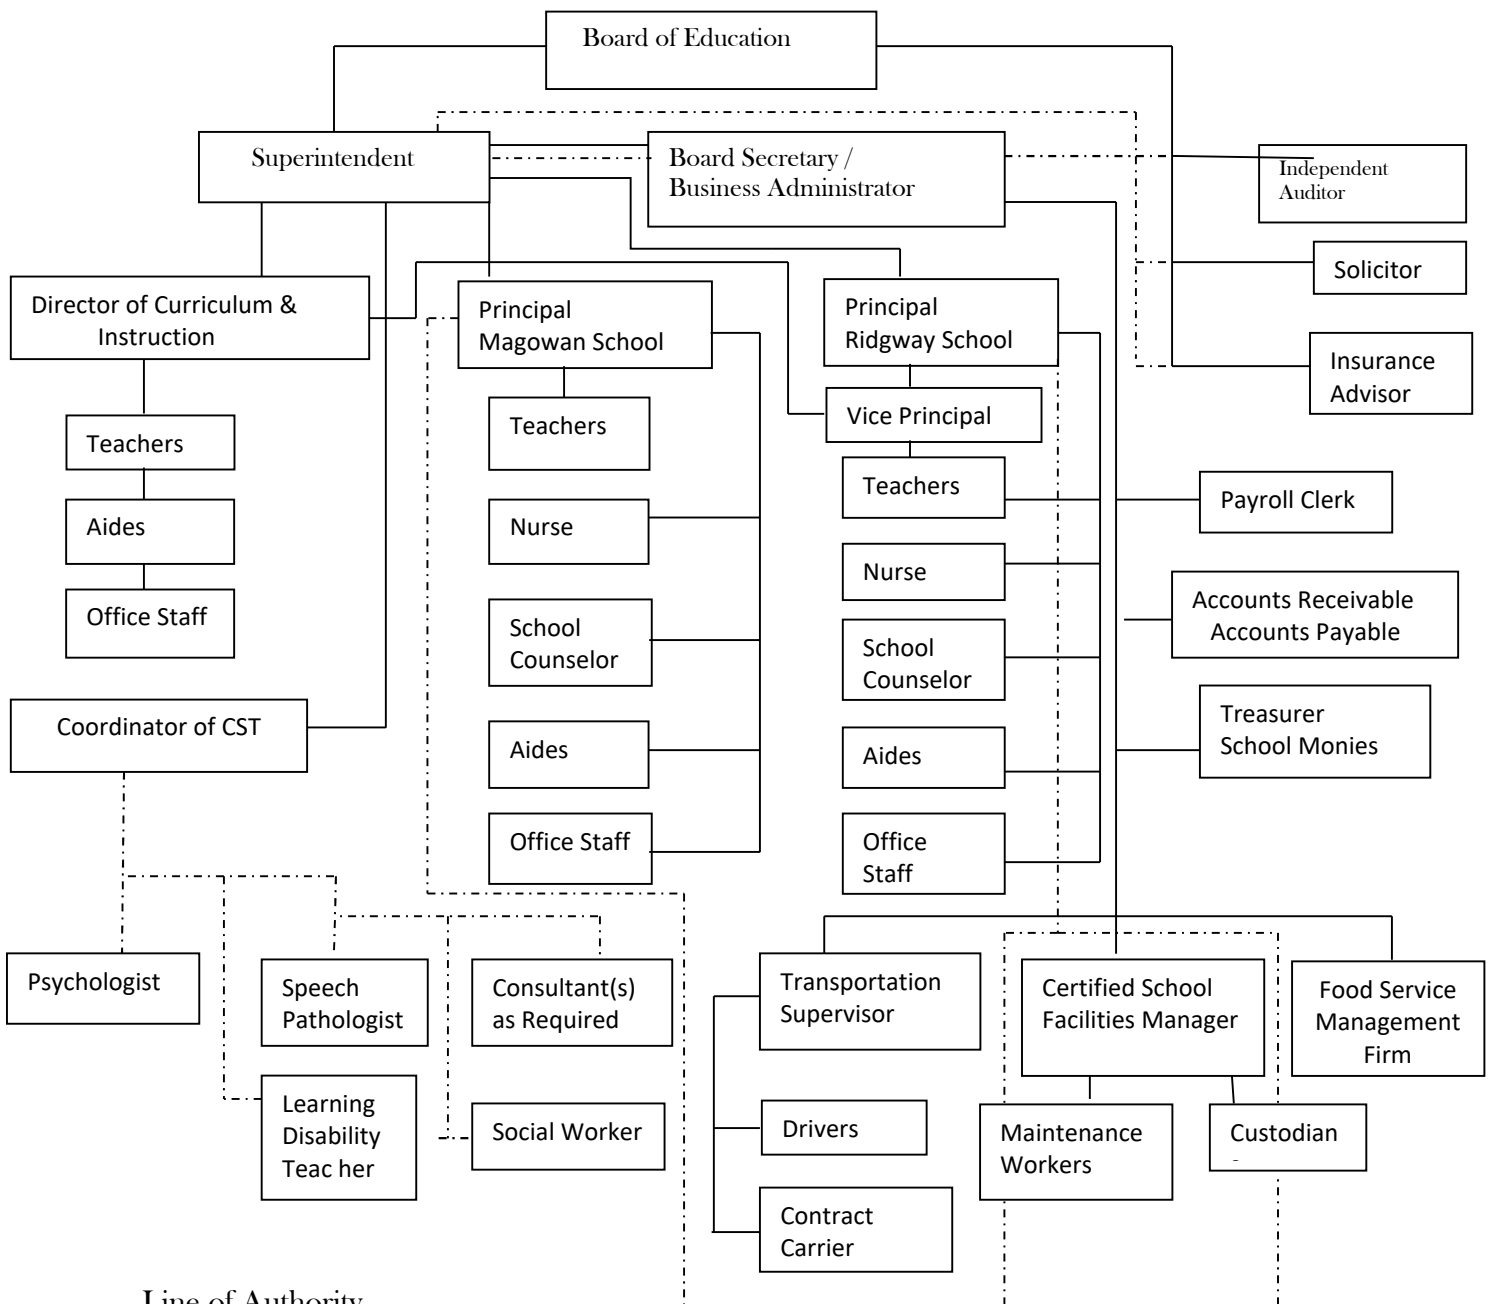 Board of Education
Superintendent
Board Secretary /
Business Administrator
Independent
Auditor
Solicitor
Insurance
Advisor
Director of Curriculum &
Instruction
Principal
Magowan School
Principal
Ridgway School
Vice Principal
Teachers
Aides
Office Staff
Teachers
Nurse
School
Counselor
Aides
Office Staff
Teachers
Nurse
School
Counselor
Aides
Office
Staff
Payroll Clerk
Accounts Receivable
Accounts Payable
Treasurer
School Monies
Coordinator of CST
Psychologist
Speech
Pathologist
Consultant(s)
as Required
Learning
Disability
Teac her
Social Worker
Transportation
Supervisor
Certified School
Facilities Manager
Food Service
Management
Firm
Drivers
Maintenance
Workers
Custodian
Contract
Carrier
Line of Authority